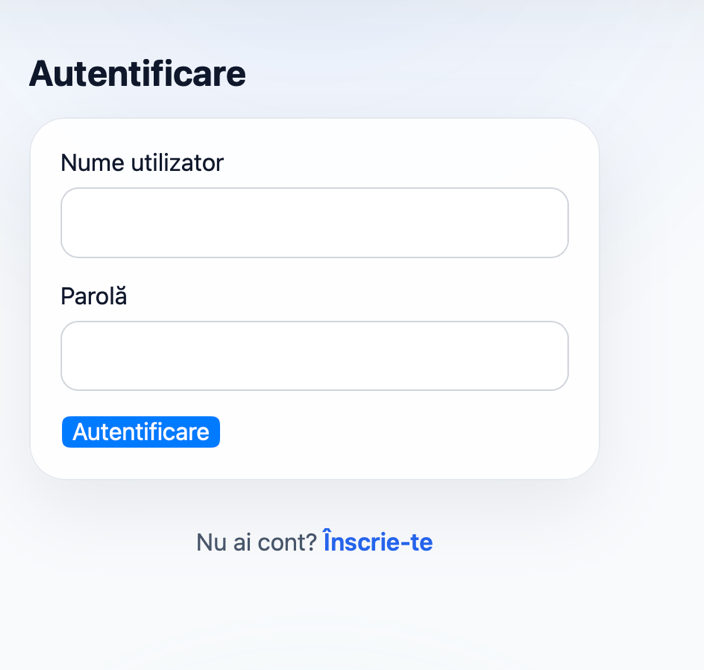 Autentificare
Nume utilizator
Parolă
Autentificare
Nu ai cont? Înscrie-te